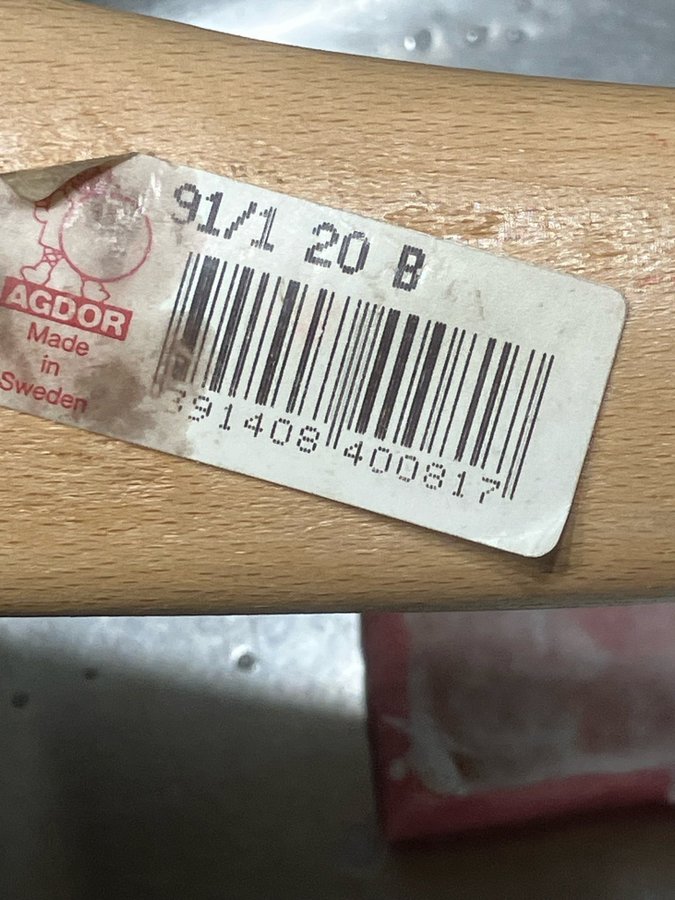 91/1 20 B
AGDOR
Made
in
Sweden
391408 400817